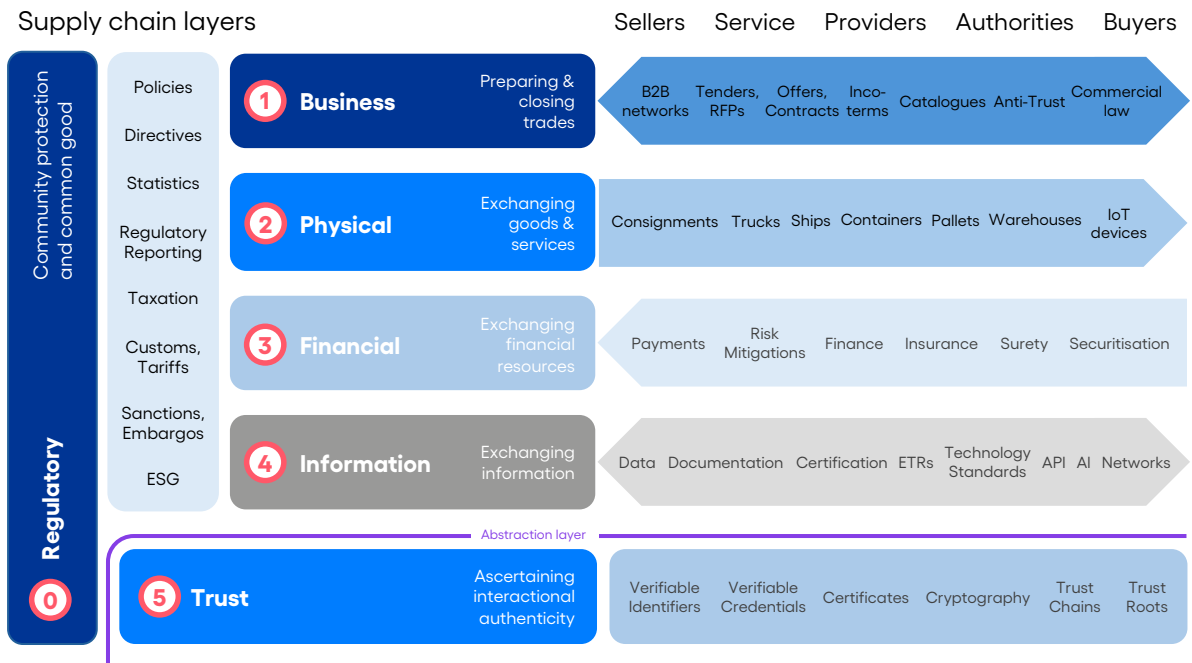 Supply chain layers
Sellers Service Providers Authorities Buyers
Community protection
and common good
Regulatory
0
Policies
Directives
Statistics
Regulatory
Reporting
Taxation
Customs,
Tariffs
Sanctions,
Embargos
ESG
1
Business
Preparing &
closing
trades
B2B
networks
Tenders,
RFPs
Offers,
Contracts
Inco-
terms
Catalogues
Anti-Trust
Commercial
law
2
Physical
Exchanging
goods &
services
Consignments
Trucks
Ships
Containers
Pallets
Warehouses
IoT
devices
3
Financial
Exchanging
financial
resources
Payments
Risk
Mitigations
Finance
Insurance
Surety
Securitisation
4
Information
Exchanging
information
Data
Documentation
Certification
ETRs
Technology
Standards
API
AI
Networks
Abstraction layer
5
Trust
Ascertaining
interactional
authenticity
Verifiable
Identifiers
Verifiable
Credentials
Certificates
Cryptography
Trust
Chains
Trust
Roots